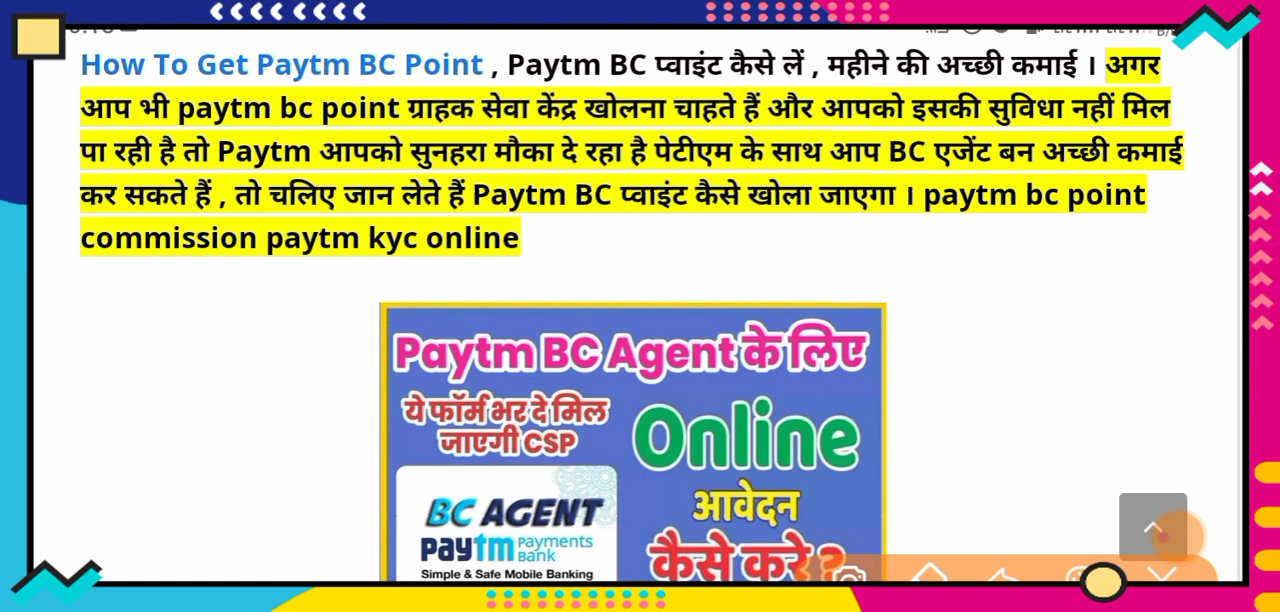 How To Get Paytm BC Point , Paytm BC प्वाइंट कैसे लें , महीने की अच्छी कमाई । अगर
आप भी paytm bc point ग्राहक सेवा केंद्र खोलना चाहते हैं और आपको इसकी सुविधा नहीं मिल
पा रही है तो Paytm आपको सुनहरा मौका दे रहा है पेटीएम के साथ आप BC एजेंट बन अच्छी कमाई
कर सकते हैं , तो चलिए जान लेते हैं Paytm BC प्वाइंट कैसे खोला जाएगा । paytm bc point
commission paytm kyc online
Paytm BC Agent के लिए
ये फॉर्म भर दे मिल
जाएगी CSP
Online
आवेदन
कैसे करे ?
BC AGENT
paytm Payments
Bank
Simple & Safe Mobile Banking